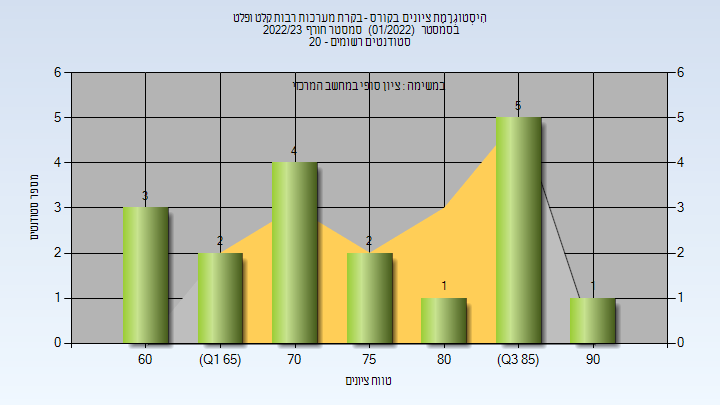 היסטוגרמת ציונים בקורס - בקרת מערכות רבות קלט ופלט
בסמסטר (01/2022) סמסטר חורף 2022/23
סטודנטים רשומים - 20
במשימה : ציון סופי במחשב המרכזי
6 6
5 5
4 4
3 3
2 2
1 1
0 0
3 2 4 2 1 5 1
60 (Q1 65) 70 75 80 (Q3 85) 90
מספר סטודנטים
טווח ציונים